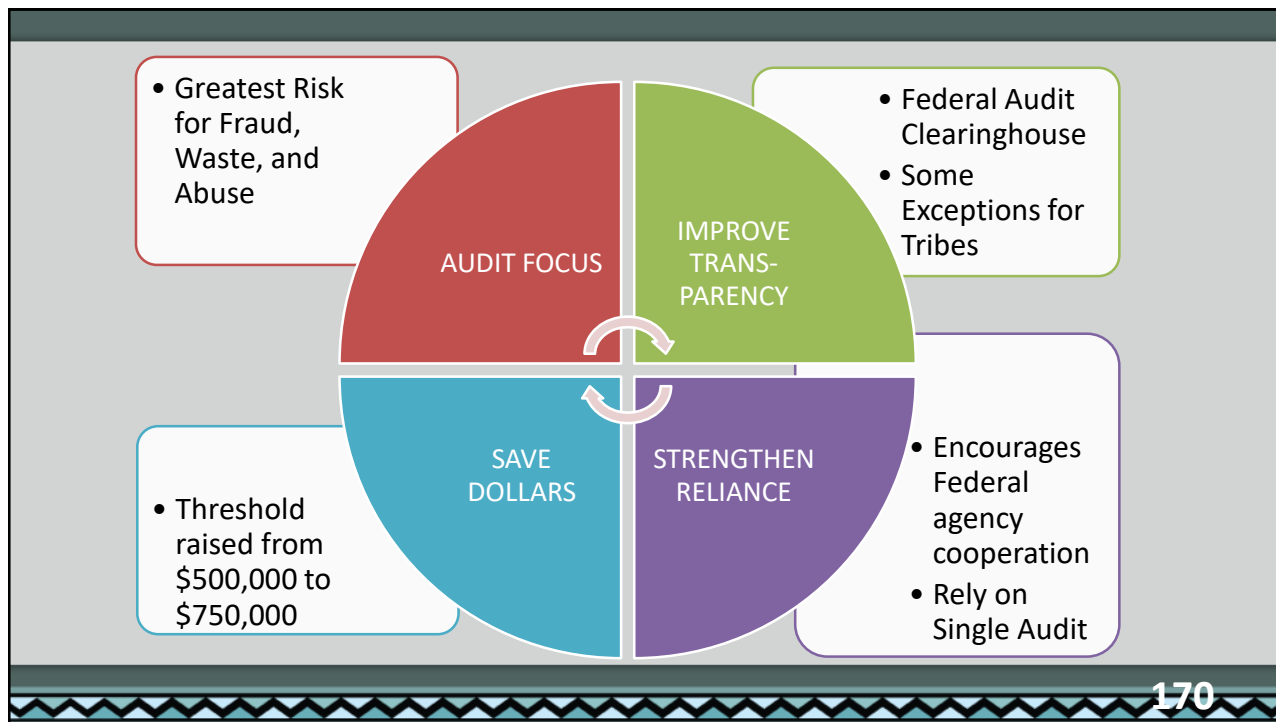 • Greatest Risk
for Fraud,
Waste, and
Abuse
AUDIT FOCUS
IMPROVE
TRANS-
PARENCY
• Federal Audit
Clearinghouse
• Some
Exceptions for
Tribes
• Threshold
raised from
$500,000 to
$750,000
SAVE
DOLLARS
STRENGTHEN
RELIANCE
• Encourages
Federal
agency
cooperation
• Rely on
Single Audit
170